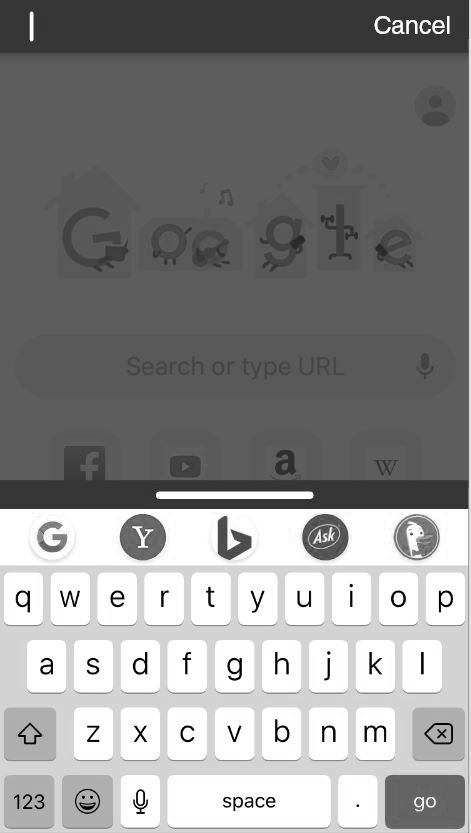 Cancel
Google
Search or type URL
f
a
W
G Y b Ask
q w e r t y u i o p
a s d f g h j k l
z x c v b n m
123 space . go